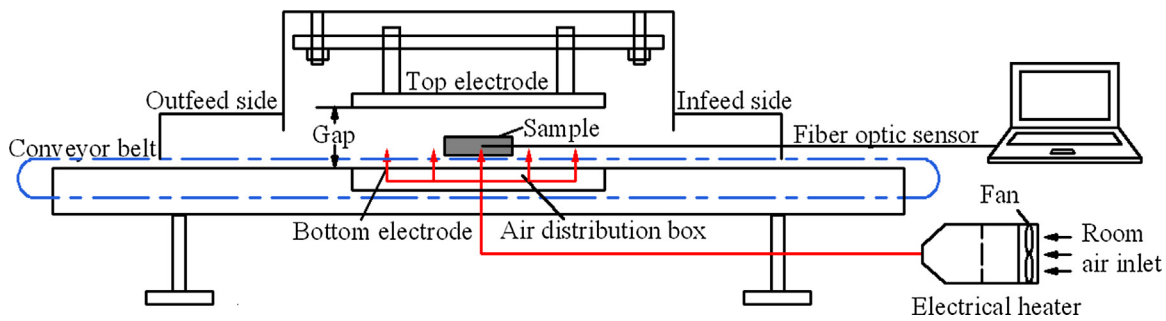 Top electrode
Outfeed side
Infeed side
Gap
Sample
Fiber optic sensor
Conveyor belt
Bottom electrode
Air distribution box
Fan
Room
air inlet
Electrical heater